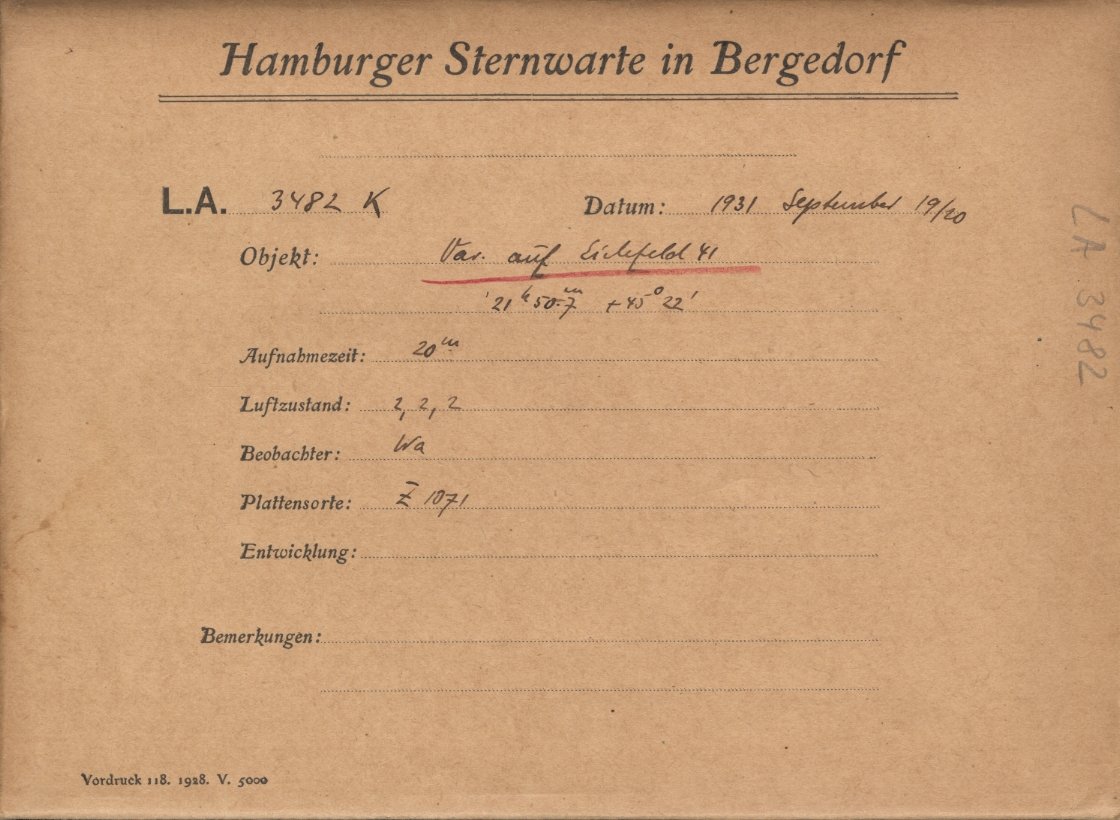 Hamburger Sternwarte in Bergedorf
L.A. 3482 K Datum: 1931 September 19/20
Objekt: Var. auf Eichfeld 41
21ʰ 50.7ᵐ +45° 22'
Aufnahmezeit: 20ᵐ
Luftzustand: 2, 2, 2
Beobachter: Wa
Plattensorte: Z 1071
Entwicklung:
Bemerkungen:
Vordruck 118. 1928. V. 5000
LA 3482